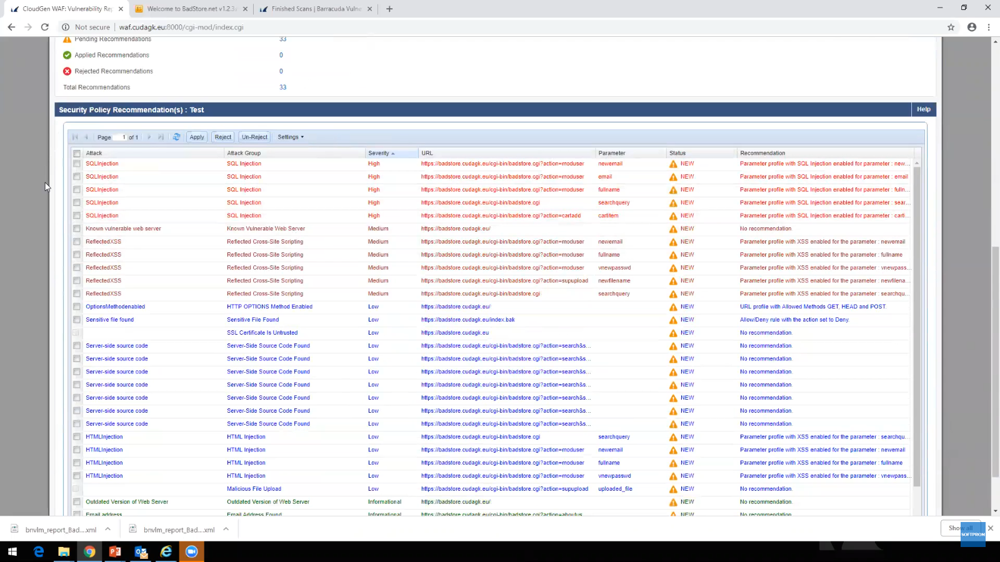 CloudGen WAF: Vulnerability Re
Welcome to BadStore.net v1.2.3
Finished Scans | Barracuda Vulne
Not secure
waf.cudagk.eu:8000/cgi-mod/index.cgi
Pending Recommendations 33
Applied Recommendations 0
Rejected Recommendations 0
Total Recommendations 33
Security Policy Recommendation(s) : Test Help
Page 1 of 1 Apply Reject Un-Reject Settings
Attack Attack Group Severity URL Parameter Status Recommendation
SQLInjection SQL Injection High https://badstore.cudagk.eu/cgi-bin/badstore.cgi?action=moduser newemail NEW Parameter profile with SQL Injection enabled for parameter : new...
SQLInjection SQL Injection High https://badstore.cudagk.eu/cgi-bin/badstore.cgi?action=moduser email NEW Parameter profile with SQL Injection enabled for parameter : email
SQLInjection SQL Injection High https://badstore.cudagk.eu/cgi-bin/badstore.cgi?action=moduser fullname NEW Parameter profile with SQL Injection enabled for parameter : fulln...
SQLInjection SQL Injection High https://badstore.cudagk.eu/cgi-bin/badstore.cgi searchquery NEW Parameter profile with SQL Injection enabled for parameter : sear...
SQLInjection SQL Injection High https://badstore.cudagk.eu/cgi-bin/badstore.cgi?action=cartadd cartitem NEW Parameter profile with SQL Injection enabled for parameter : carti...
Known vulnerable web server Known Vulnerable Web Server Medium https://badstore.cudagk.eu/ NEW No recommendation.
ReflectedXSS Reflected Cross-Site Scripting Medium https://badstore.cudagk.eu/cgi-bin/badstore.cgi?action=moduser newemail NEW Parameter profile with XSS enabled for the parameter : newemail
ReflectedXSS Reflected Cross-Site Scripting Medium https://badstore.cudagk.eu/cgi-bin/badstore.cgi?action=moduser fullname NEW Parameter profile with XSS enabled for the parameter : fullname
ReflectedXSS Reflected Cross-Site Scripting Medium https://badstore.cudagk.eu/cgi-bin/badstore.cgi?action=moduser vnewpasswd NEW Parameter profile with XSS enabled for the parameter : vnewpass...
ReflectedXSS Reflected Cross-Site Scripting Medium https://badstore.cudagk.eu/cgi-bin/badstore.cgi?action=supupload newfilename NEW Parameter profile with XSS enabled for the parameter : newfilena...
ReflectedXSS Reflected Cross-Site Scripting Medium https://badstore.cudagk.eu/cgi-bin/badstore.cgi searchquery NEW Parameter profile with XSS enabled for the parameter : searchqu...
OptionsMethodenabled HTTP OPTIONS Method Enabled Low https://badstore.cudagk.eu/ NEW URL profile with Allowed Methods GET, HEAD and POST.
Sensitive file found Sensitive File Found Low https://badstore.cudagk.eu/index.bak NEW Allow/Deny rule with the action set to Deny.
SSL Certificate Is Untrusted Low https://badstore.cudagk.eu NEW No recommendation.
Server-side source code Server-Side Source Code Found Low https://badstore.cudagk.eu/cgi-bin/badstore.cgi?action=search&s... NEW No recommendation.
Server-side source code Server-Side Source Code Found Low https://badstore.cudagk.eu/cgi-bin/badstore.cgi?action=search&s... NEW No recommendation.
Server-side source code Server-Side Source Code Found Low https://badstore.cudagk.eu/cgi-bin/badstore.cgi?action=search&s... NEW No recommendation.
Server-side source code Server-Side Source Code Found Low https://badstore.cudagk.eu/cgi-bin/badstore.cgi?action=search&s... NEW No recommendation.
Server-side source code Server-Side Source Code Found Low https://badstore.cudagk.eu/cgi-bin/badstore.cgi?action=search&s... NEW No recommendation.
Server-side source code Server-Side Source Code Found Low https://badstore.cudagk.eu/cgi-bin/badstore.cgi?action=search&s... NEW No recommendation.
Server-side source code Server-Side Source Code Found Low https://badstore.cudagk.eu/cgi-bin/badstore.cgi?action=search&s... NEW No recommendation.
HTMLInjection HTML Injection Low https://badstore.cudagk.eu/cgi-bin/badstore.cgi searchquery NEW Parameter profile with XSS enabled for the parameter : searchqu...
HTMLInjection HTML Injection Low https://badstore.cudagk.eu/cgi-bin/badstore.cgi?action=moduser newemail NEW Parameter profile with XSS enabled for the parameter : newemail
HTMLInjection HTML Injection Low https://badstore.cudagk.eu/cgi-bin/badstore.cgi?action=moduser fullname NEW Parameter profile with XSS enabled for the parameter : fullname
HTMLInjection HTML Injection Low https://badstore.cudagk.eu/cgi-bin/badstore.cgi?action=moduser vnewpasswd NEW Parameter profile with XSS enabled for the parameter : vnewpass...
Malicious File Upload Low https://badstore.cudagk.eu/cgi-bin/badstore.cgi?action=supupload uploaded_file NEW No recommendation.
Outdated Version of Web Server Outdated Version of Web Server Informational https://badstore.cudagk.eu/ NEW No recommendation.
Email address Email Address Found Informational https://badstore.cudagk.eu/cgi-bin/badstore.cgi?action=aboutus NEW No recommendation.
bnvlm_report_Bad....xml
bnvlm_report_Bad....xml
Show all
SOFTPROM